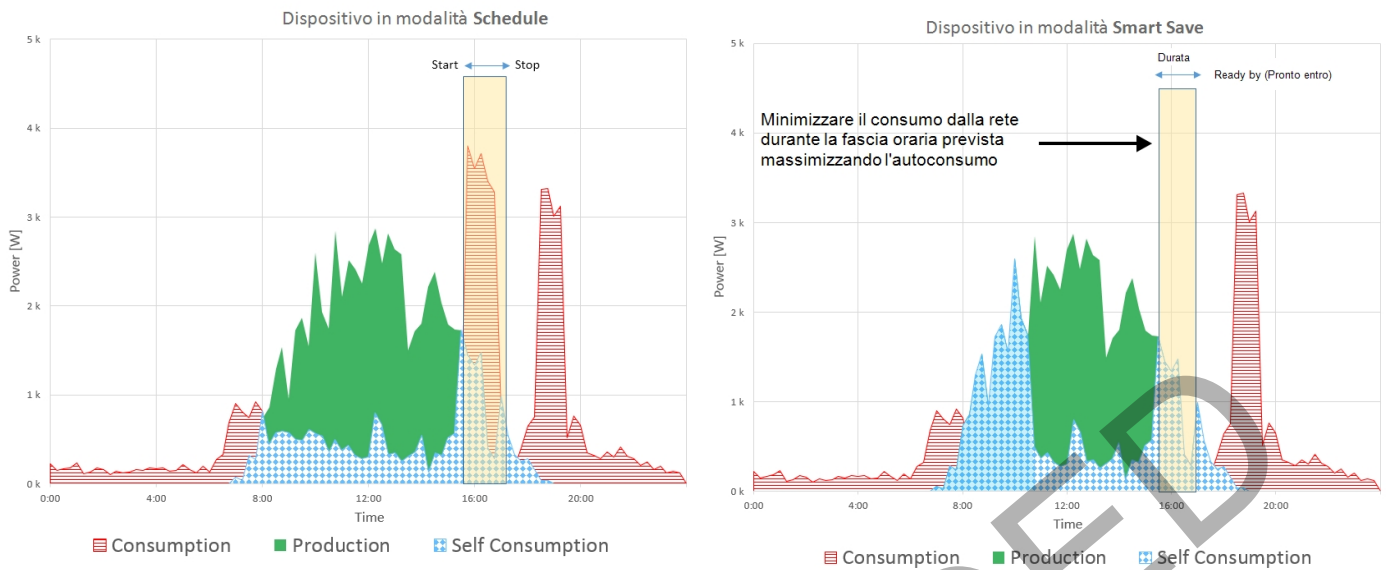 Dispositivo in modalità Schedule
5 k
4 k
3 k
2 k
1 k
0 k
Power [W]
Start
Stop
0:00
4:00
8:00
12:00
16:00
20:00
Time
Consumption
Production
Self Consumption
Dispositivo in modalità Smart Save
5 k
4 k
3 k
2 k
1 k
0 k
Power [W]
Durata
Ready by (Pronto entro)
Minimizzare il consumo dalla rete
durante la fascia oraria prevista
massimizzando l'autoconsumo
0:00
4:00
8:00
12:00
16:00
20:00
Time
Consumption
Production
Self Consumption